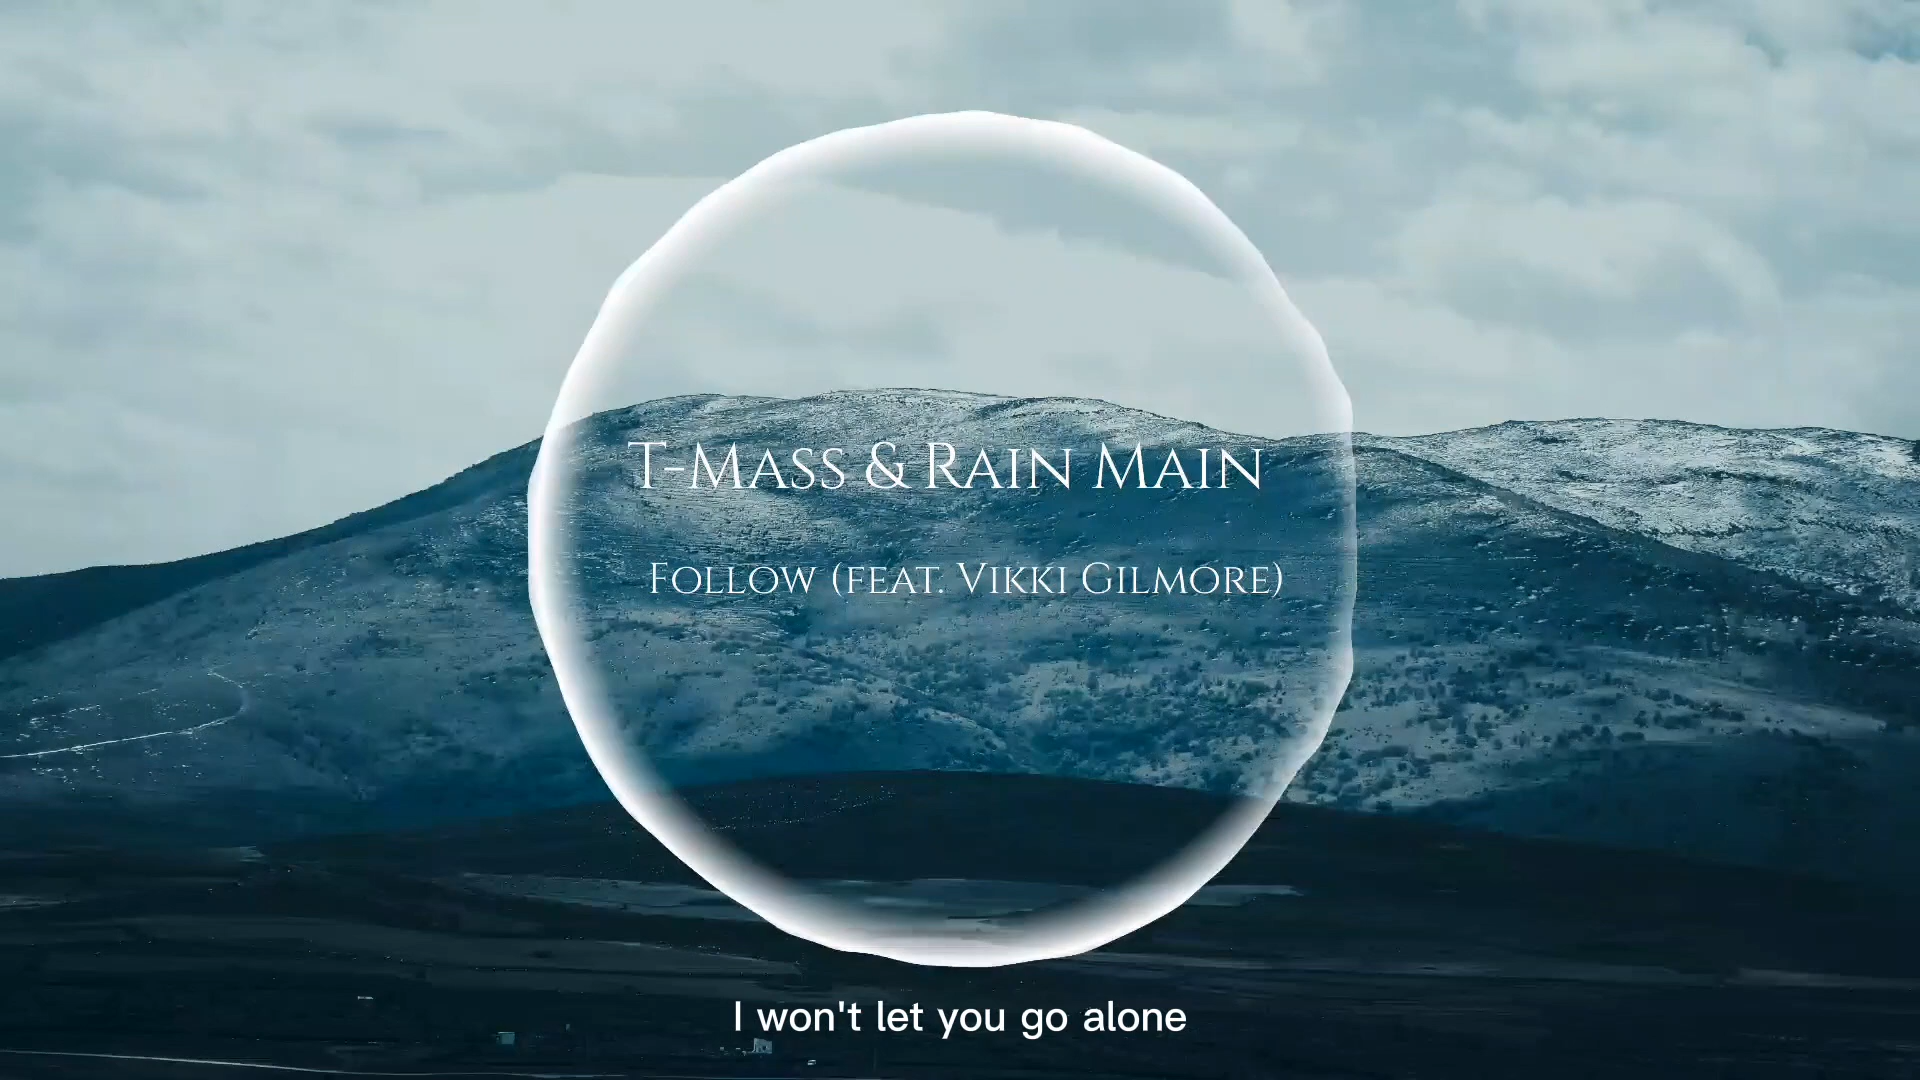 T-Mass & Rain Main
Follow (feat. Vikki Gilmore)
I won't let you go alone